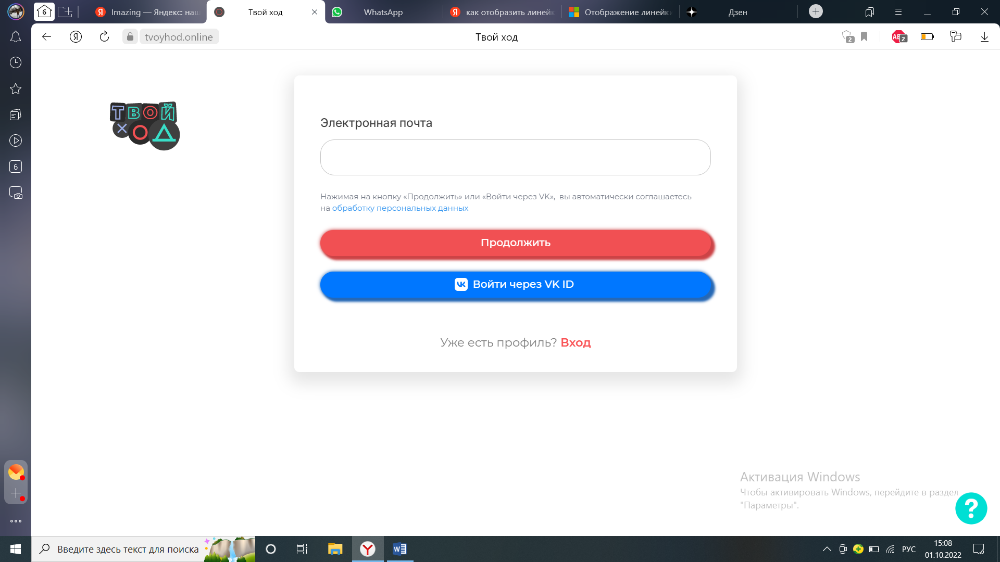 6
Imazing — Яндекс: наш
Твой ход
WhatsApp
как отобразить линейк
Отображение линейки
Дзен
tvoyhod.online
Твой ход
2
2
6
ТВОЙ
ХОД
Электронная почта
Нажимая на кнопку «Продолжить» или «Войти через VK», вы автоматически соглашаетесь
на обработку персональных данных
Продолжить
Войти через VK ID
Уже есть профиль? Вход
Активация Windows
Чтобы активировать Windows, перейдите в раздел
"Параметры".
?
Введите здесь текст для поиска
РУС
15:08
01.10.2022